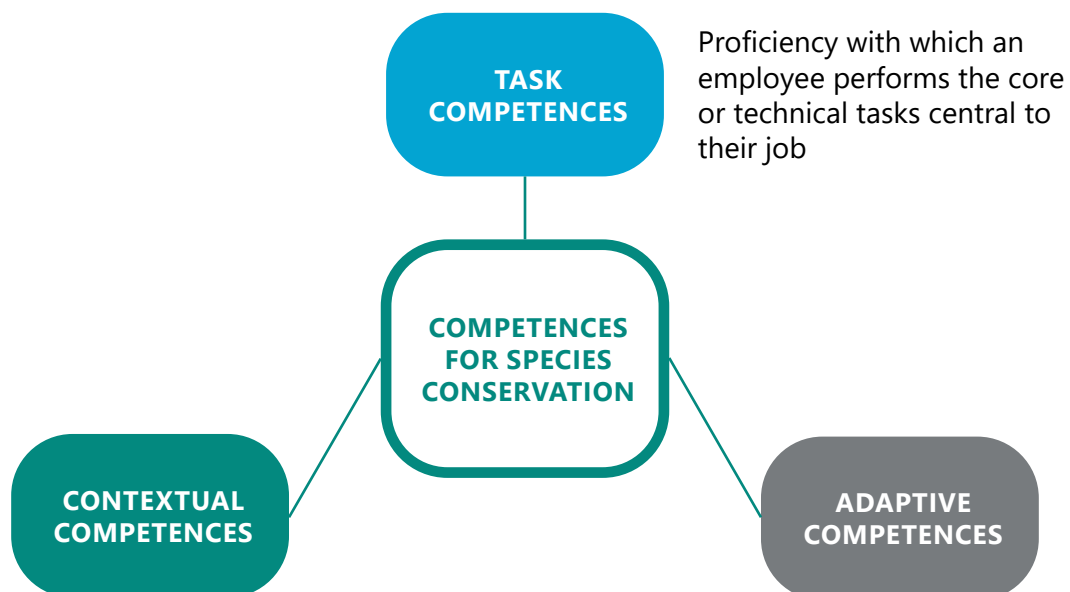 TASK
COMPETENCES
Proficiency with which an
employee performs the core
or technical tasks central to
their job
COMPETENCES
FOR SPECIES
CONSERVATION
CONTEXTUAL
COMPETENCES
ADAPTIVE
COMPETENCES